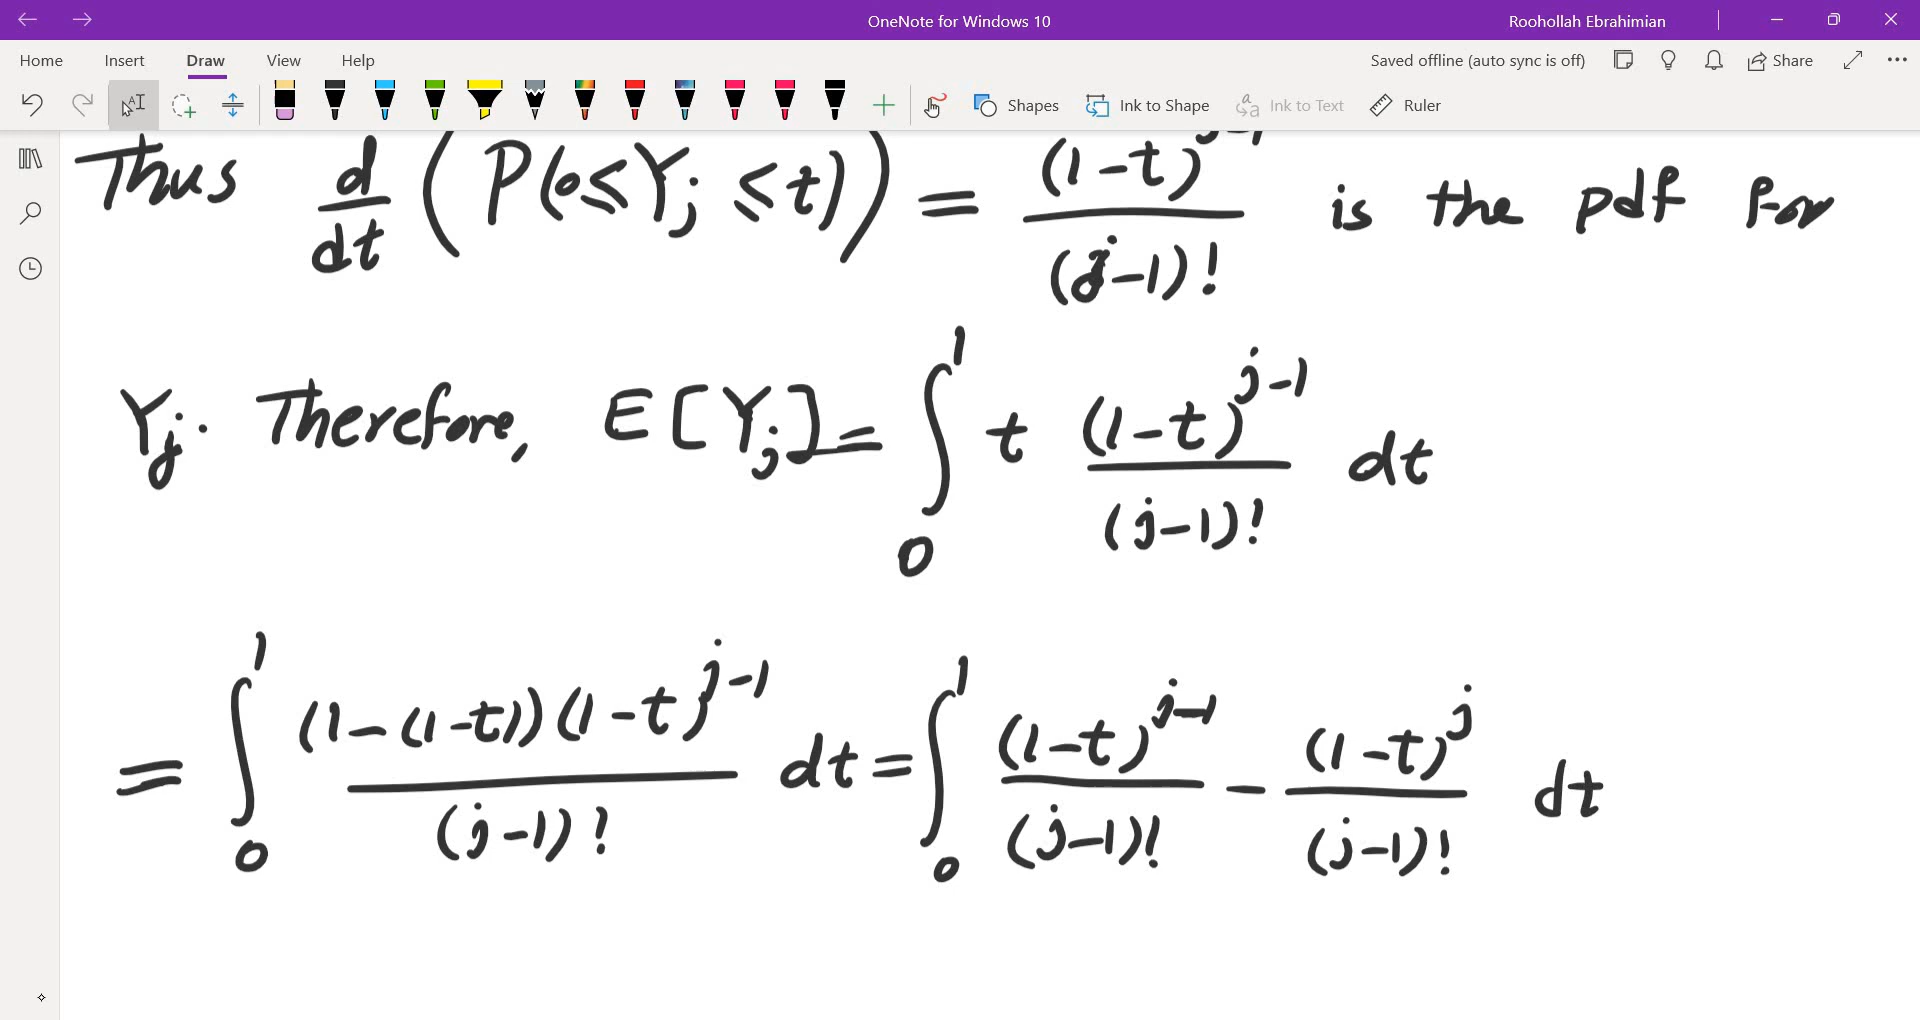 OneNote for Windows 10
Roohollah Ebrahimian
Home Insert Draw View Help
Saved offline (auto sync is off) Share
Shapes Ink to Shape Ink to Text Ruler
Thus d/dt (P(0≤Y_j ≤t)) = (1-t)^{j-1}/(j-1)! is the pdf for
Y_j. Therefore, E[Y_j] = ∫_0^1 t (1-t)^{j-1}/(j-1)! dt
= ∫_0^1 (1-(1-t))(1-t)^{j-1}/(j-1)! dt = ∫_0^1 (1-t)^{j-1}/(j-1)! - (1-t)^j/(j-1)! dt